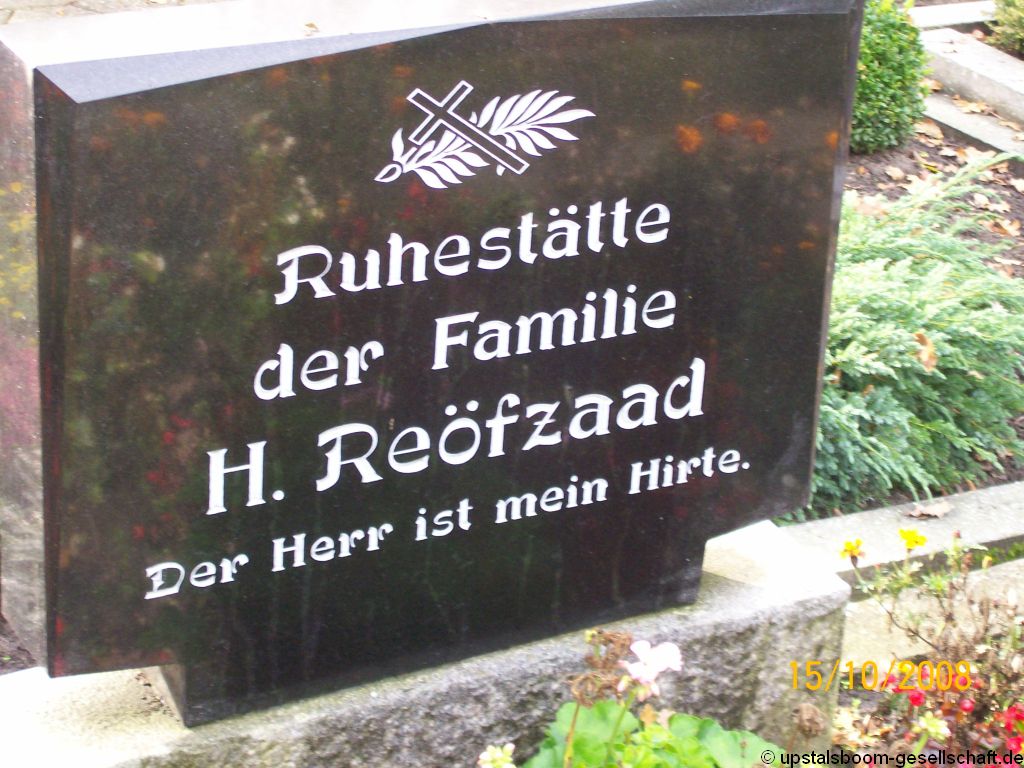 Ruhestätte
der Familie
H. Reöfzaad
Der Herr ist mein Hirte.
15/10/2008
© upstalsboom-gesellschaft.de